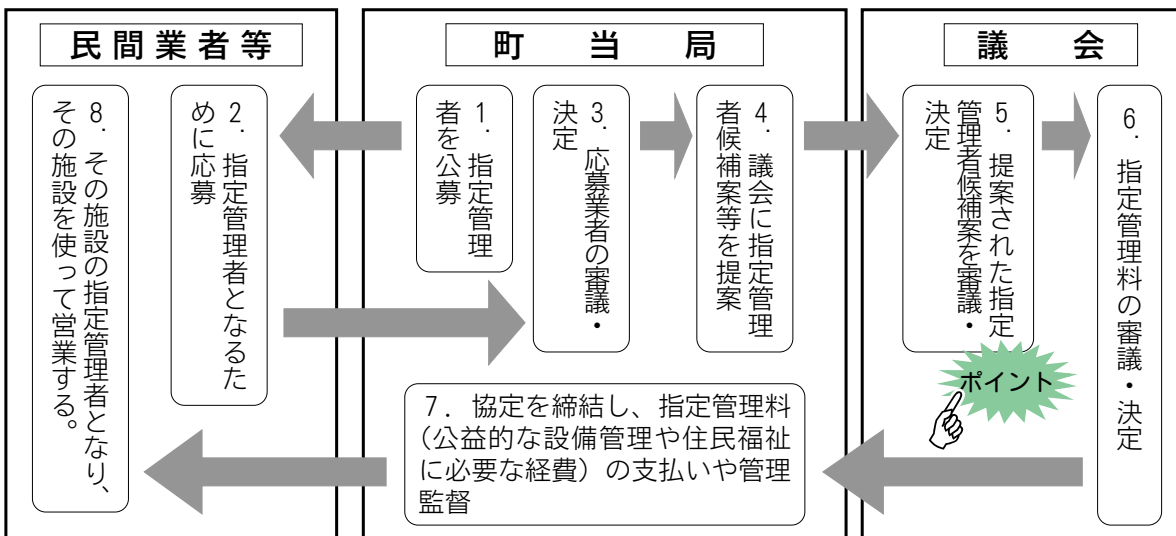 民間業者等
町当局
議会
1．指定管理
者を公募
2．指定管理者となるた
めに応募
3．応募業者の審議・
決定
4．議会に指定管理
者候補案等を提案
5．提案された指定
管理者候補案を審議・
決定
ポイント
6．指定管理料の審議・決定
7．協定を締結し、指定管理料
（公益的な設備管理や住民福祉
に必要な経費）の支払いや管理
監督
8．その施設の指定管理者となり、
その施設を使って営業する。